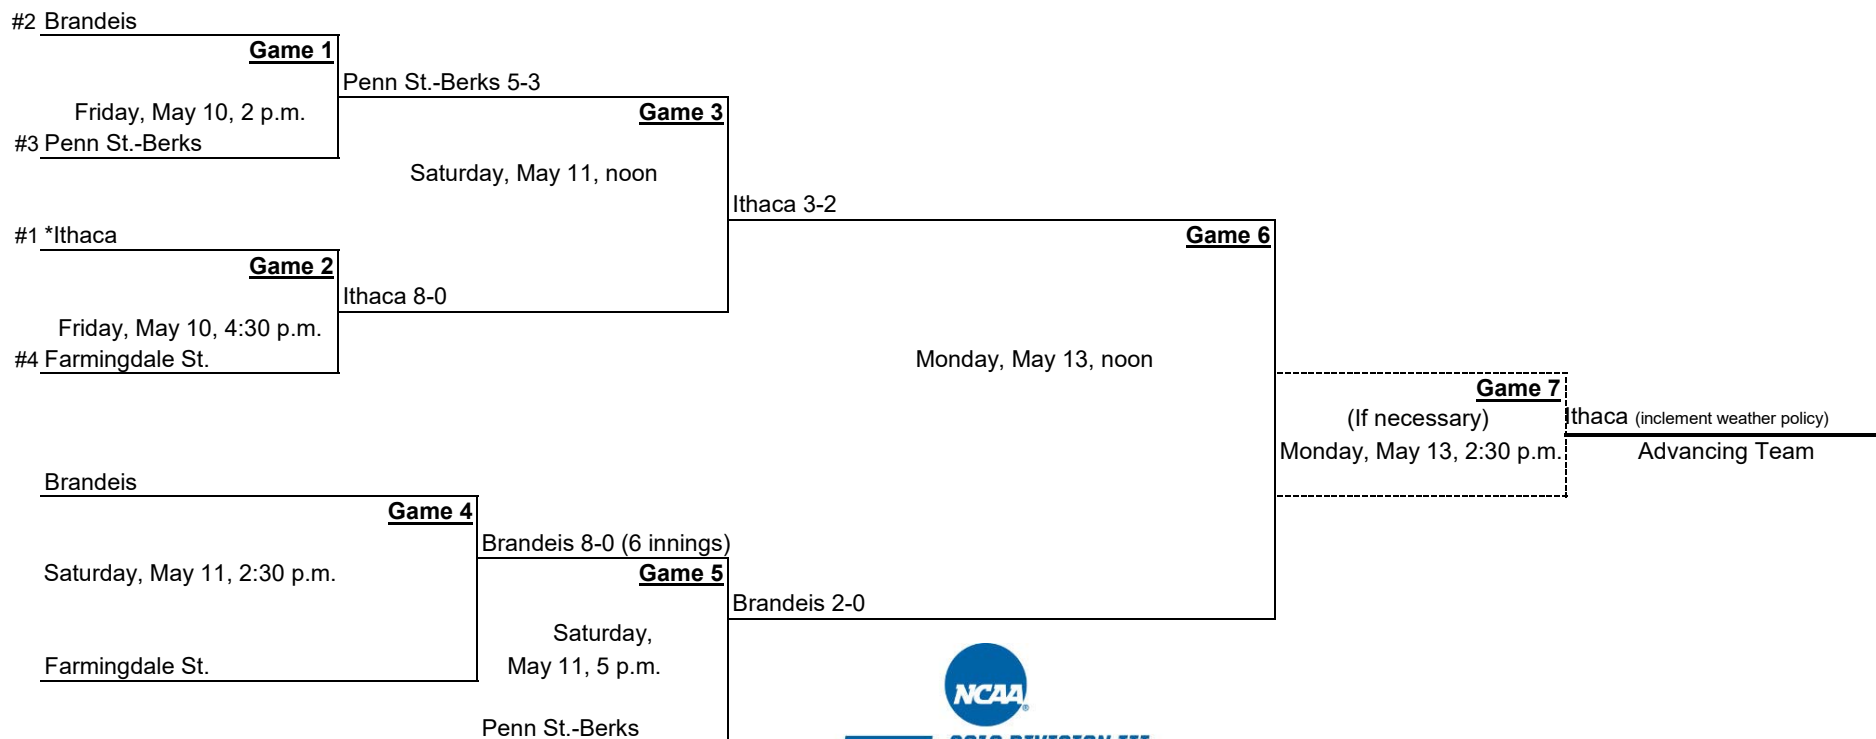 #2 Brandeis
Game 1
Penn St.-Berks 5-3
Friday, May 10, 2 p.m.
Game 3
#3 Penn St.-Berks
Saturday, May 11, noon
Ithaca 3-2
#1 *Ithaca
Game 6
Game 2
Ithaca 8-0
Friday, May 10, 4:30 p.m.
#4 Farmingdale St.
Monday, May 13, noon
Game 7
(If necessary)
Ithaca (inclement weather policy)
Monday, May 13, 2:30 p.m.
Advancing Team
Brandeis
Game 4
Brandeis 8-0 (6 innings)
Saturday, May 11, 2:30 p.m.
Game 5
Brandeis 2-0
Saturday,
May 11, 5 p.m.
Farmingdale St.
Penn St.-Berks
NCAA
DIVISION III